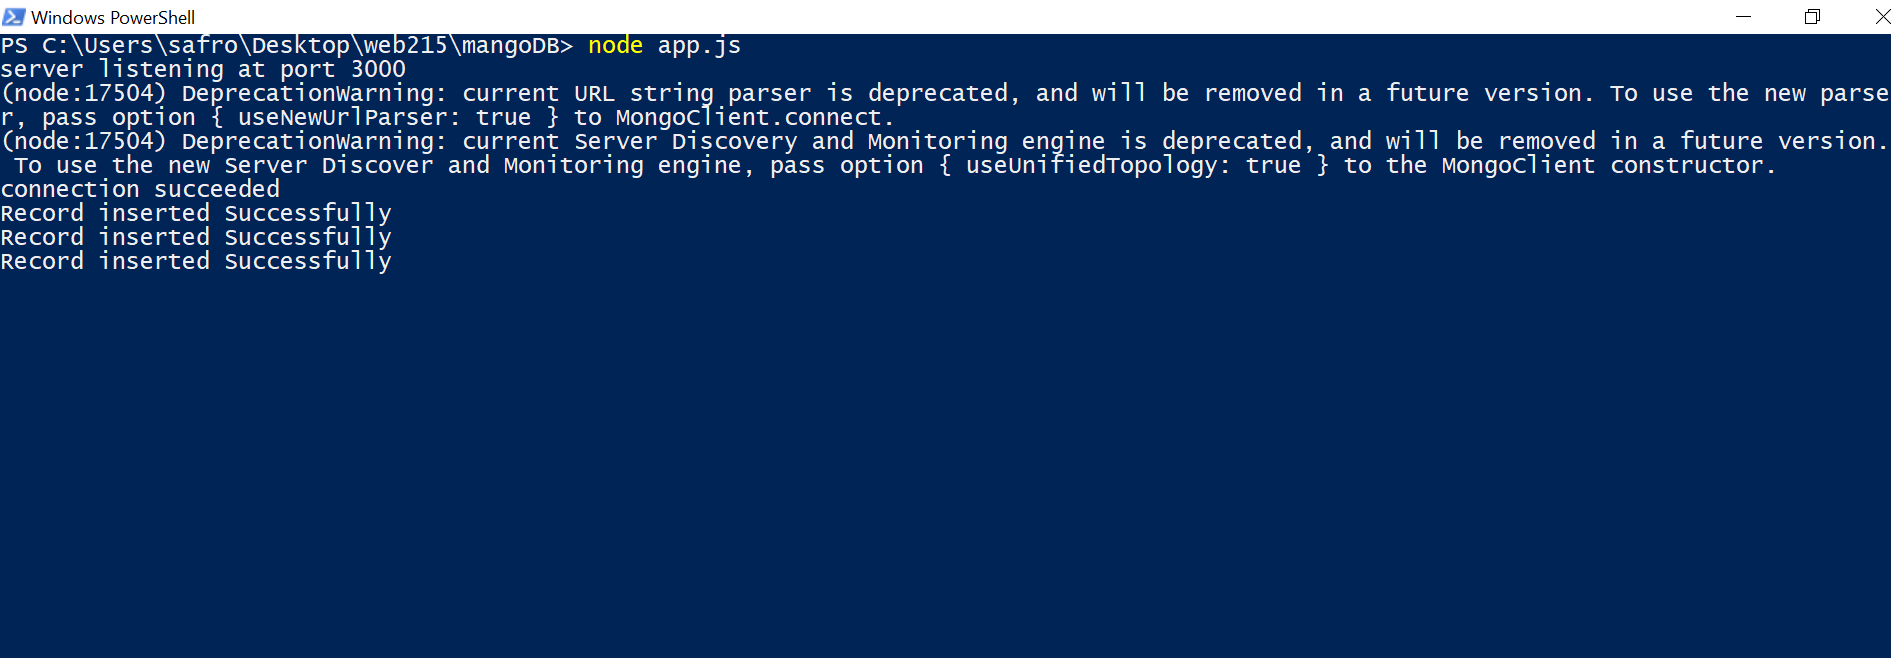 Windows PowerShell
PS C:\Users\safro\Desktop\web215\mangoDB> node app.js
server listening at port 3000
(node:17504) DeprecationWarning: current URL string parser is deprecated, and will be removed in a future version. To use the new parse
r, pass option { useNewUrlParser: true } to MongoClient.connect.
(node:17504) DeprecationWarning: current Server Discovery and Monitoring engine is deprecated, and will be removed in a future version.
 To use the new Server Discover and Monitoring engine, pass option { useUnifiedTopology: true } to the MongoClient constructor.
connection succeeded
Record inserted Successfully
Record inserted Successfully
Record inserted Successfully